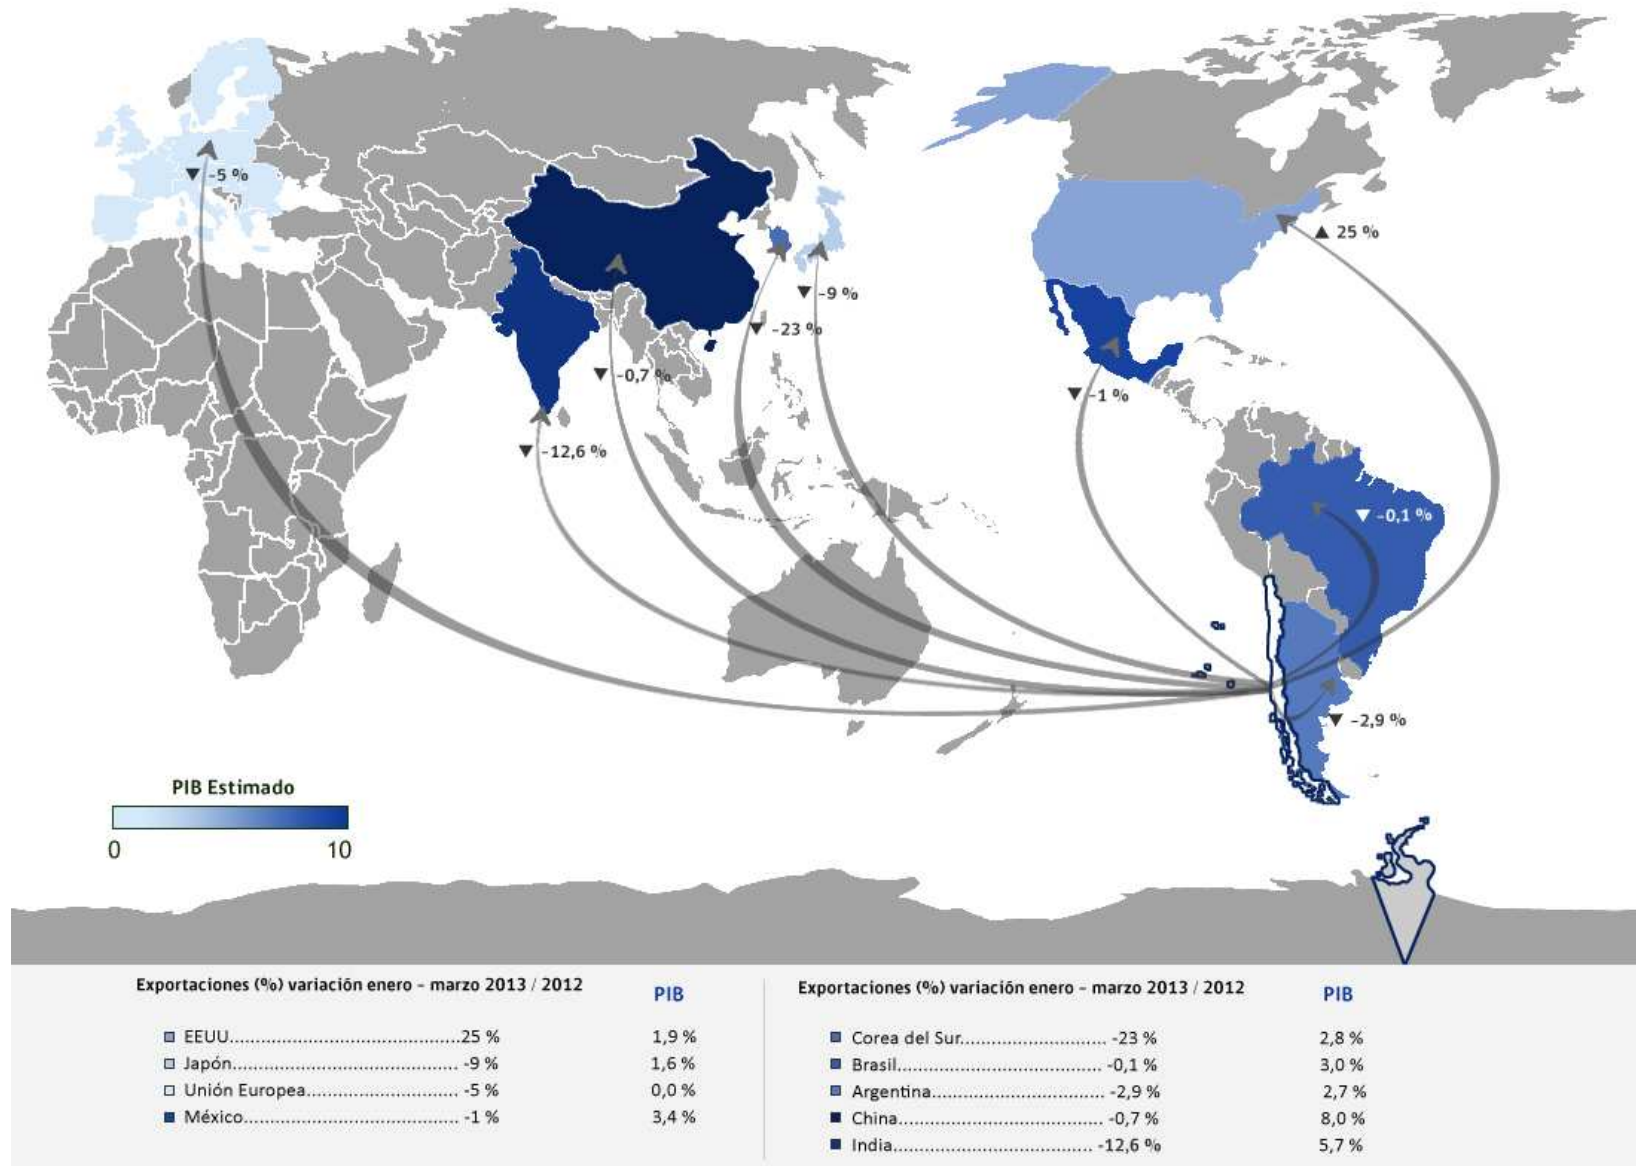 -5 %
25 %
-9 %
-23 %
-0,7 %
-1 %
-12,6 %
-0,1 %
-2,9 %
PIB Estimado
0 10
Exportaciones (%) variación enero – marzo 2013 / 2012 PIB
EEUU..........................................25 % 1,9 %
Japón.......................................... -9 % 1,6 %
Unión Europea........................... -5 % 0,0 %
México....................................... -1 % 3,4 %
Exportaciones (%) variación enero – marzo 2013 / 2012 PIB
Corea del Sur.......................... -23 % 2,8 %
Brasil..................................... -0,1 % 3,0 %
Argentina............................... -2,9 % 2,7 %
China..................................... -0,7 % 8,0 %
India.................................... -12,6 % 5,7 %